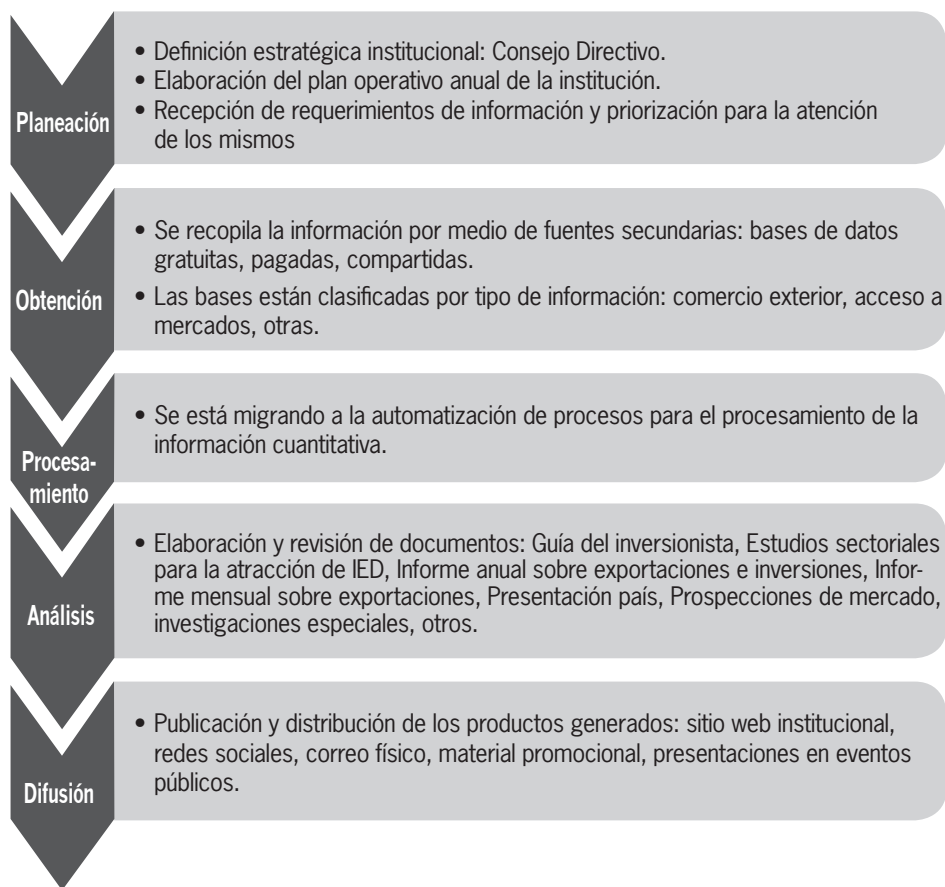 Planeación
• Definición estratégica institucional: Consejo Directivo.
• Elaboración del plan operativo anual de la institución.
• Recepción de requerimientos de información y priorización para la atención
de los mismos
Obtención
• Se recopila la información por medio de fuentes secundarias: bases de datos
gratuitas, pagadas, compartidas.
• Las bases están clasificadas por tipo de información: comercio exterior, acceso a
mercados, otras.
Procesa-
miento
• Se está migrando a la automatización de procesos para el procesamiento de la
información cuantitativa.
Análisis
• Elaboración y revisión de documentos: Guía del inversionista, Estudios sectoriales
para la atracción de IED, Informe anual sobre exportaciones e inversiones, Infor-
me mensual sobre exportaciones, Presentación país, Prospecciones de mercado,
investigaciones especiales, otros.
Difusión
• Publicación y distribución de los productos generados: sitio web institucional,
redes sociales, correo físico, material promocional, presentaciones en eventos
públicos.